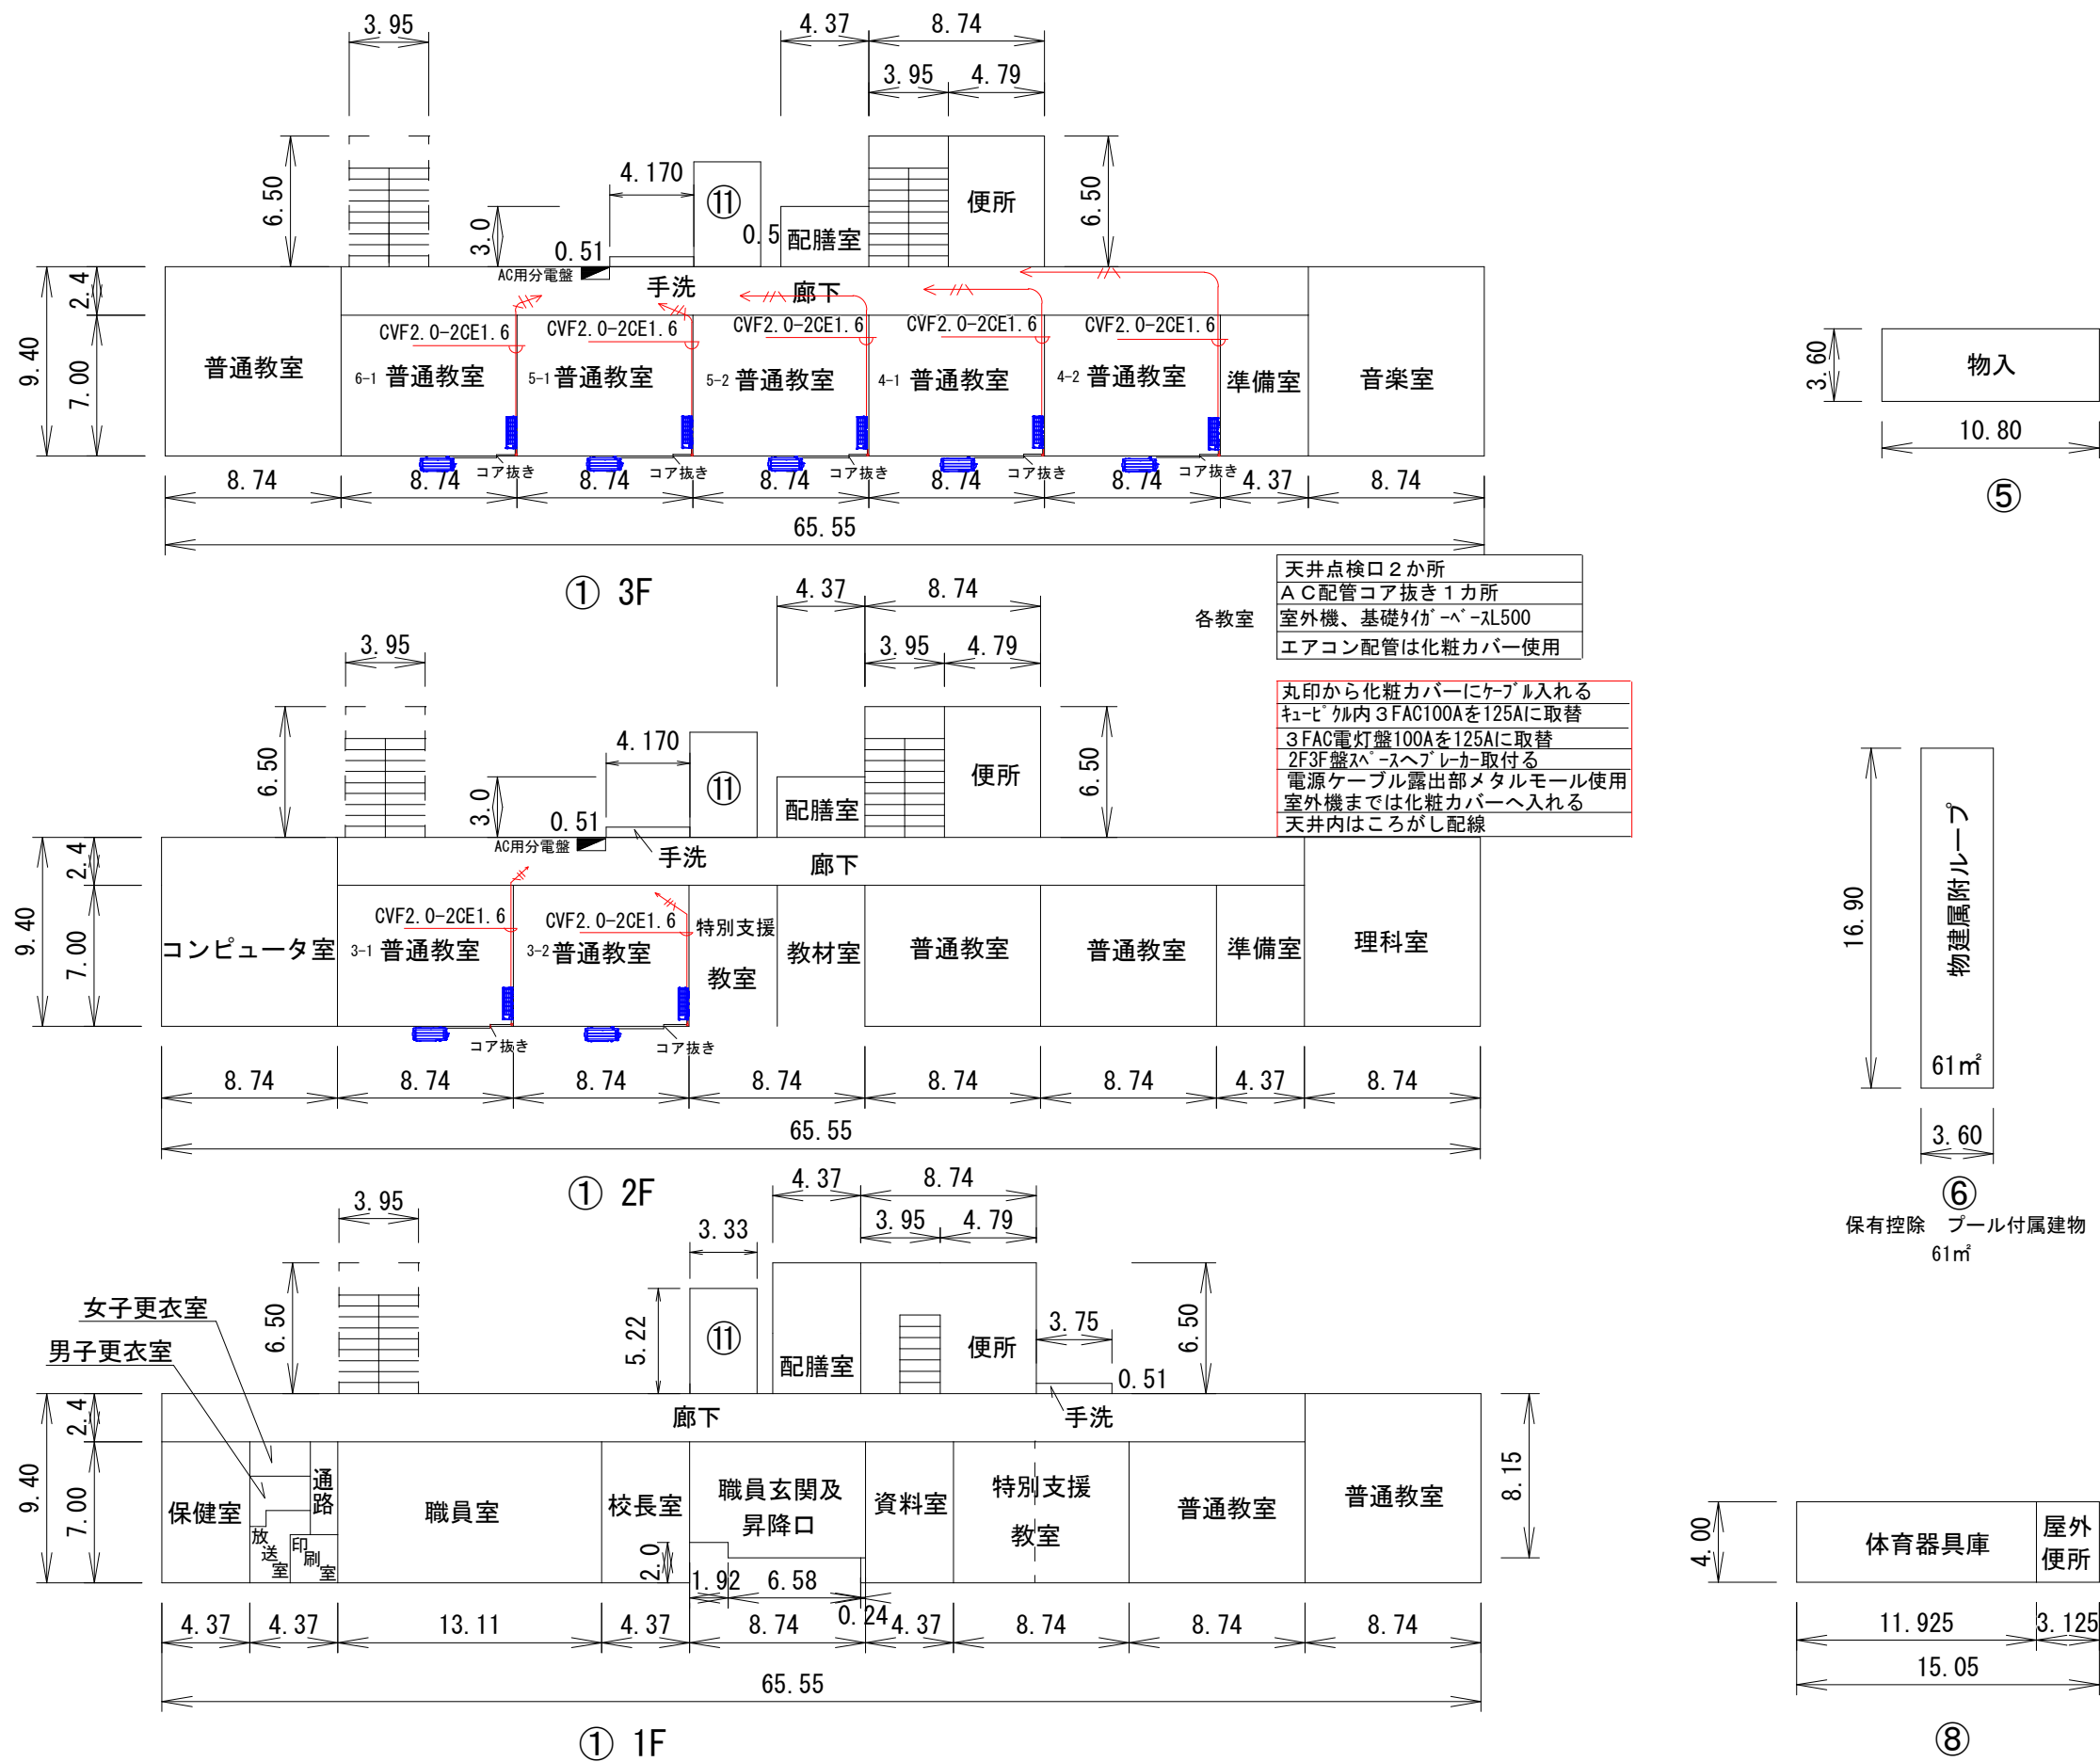 3.95
4.37
8.74
3.95
4.79
6.50
4.170
⑪
便所
6.50
3.0
0.51
0.5
配膳室
AC用分電盤
手洗
廊下
2.4
9.40
7.00
CVF2.0-2CE1.6
CVF2.0-2CE1.6
CVF2.0-2CE1.6
CVF2.0-2CE1.6
CVF2.0-2CE1.6
普通教室
6-1 普通教室
5-1 普通教室
5-2 普通教室
4-1 普通教室
4-2 普通教室
準備室
音楽室
コア抜き
コア抜き
コア抜き
コア抜き
コア抜き
8.74
8.74
8.74
8.74
8.74
8.74
4.37
8.74
65.55
① 3F
3.60
物入
10.80
⑤
各教室
天井点検口2か所
AC配管コア抜き1カ所
室外機、基礎ﾀｲｶﾞｰﾍﾞｰｽL500
エアコン配管は化粧カバー使用
丸印から化粧カバーにｹｰﾌﾞﾙ入れる
ｷｭｰﾋﾞｸﾙ内3FAC100Aを125Aに取替
3FAC電灯盤100Aを125Aに取替
2F3F盤ｽﾍﾟｰｽへﾌﾞﾚｰｶｰ取付る
電源ケーブル露出部メタルモール使用
室外機までは化粧カバーへ入れる
天井内はころがし配線
3.95
4.37
8.74
3.95
4.79
6.50
4.170
⑪
便所
6.50
3.0
0.51
配膳室
AC用分電盤
手洗
廊下
2.4
9.40
7.00
CVF2.0-2CE1.6
CVF2.0-2CE1.6
コンピュータ室
3-1 普通教室
3-2 普通教室
特別支援
教室
教材室
普通教室
普通教室
準備室
理科室
コア抜き
コア抜き
8.74
8.74
8.74
8.74
8.74
8.74
4.37
8.74
65.55
① 2F
16.90
物建属附ループ
61㎡
3.60
⑥
保有控除 プール付属建物
61㎡
3.95
3.33
4.37
8.74
3.95
4.79
女子更衣室
男子更衣室
6.50
5.22
⑪
配膳室
便所
3.75
6.50
0.51
手洗
廊下
2.4
9.40
7.00
8.15
保健室
通路
放送室
印刷室
職員室
校長室
職員玄関及
昇降口
資料室
特別支援
教室
普通教室
普通教室
2.0
1.92
6.58
0.24
4.37
4.37
13.11
4.37
8.74
4.37
8.74
8.74
8.74
65.55
① 1F
4.00
体育器具庫
屋外
便所
11.925
3.125
15.05
⑧